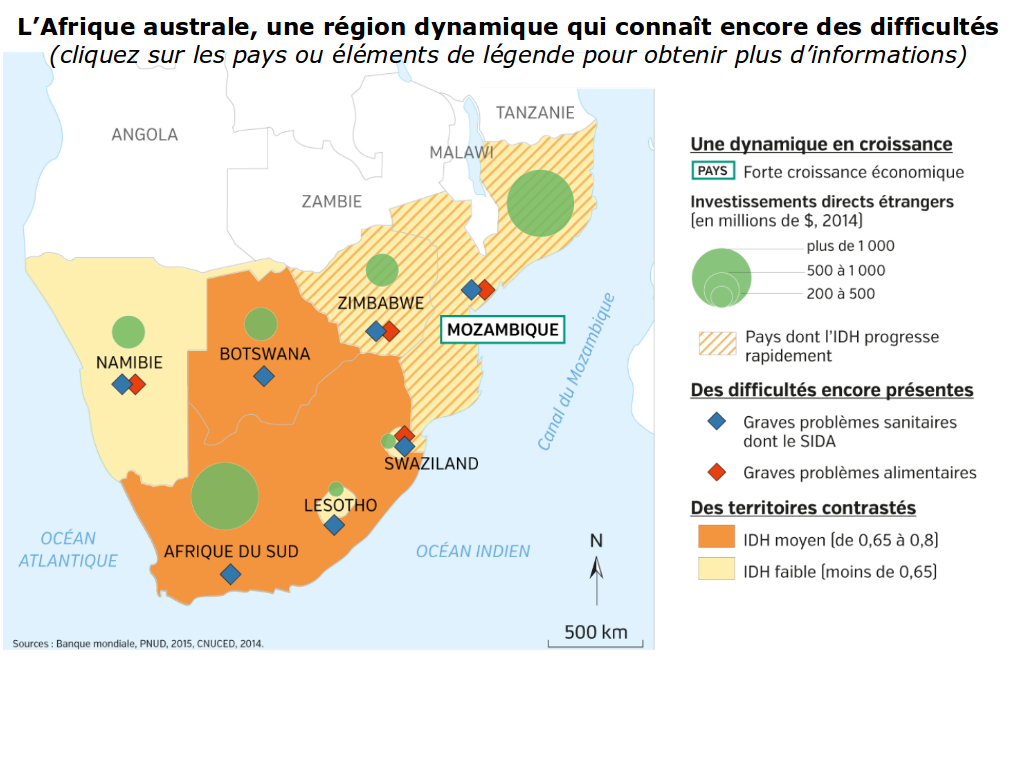 L’Afrique australe, une région dynamique qui connaît encore des difficultés
(cliquez sur les pays ou éléments de légende pour obtenir plus d’informations)
TANZANIE
ANGOLA
MALAWI
ZAMBIE
ZIMBABWE
MOZAMBIQUE
NAMIBIE
BOTSWANA
Canal du Mozambique
SWAZILAND
LESOTHO
AFRIQUE DU SUD
OCÉAN
ATLANTIQUE
OCÉAN INDIEN
N
500 km
Sources : Banque mondiale, PNUD, 2015, CNUCED, 2014.
Une dynamique en croissance
PAYS Forte croissance économique
Investissements directs étrangers
(en millions de $, 2014)
plus de 1 000
500 à 1 000
200 à 500
Pays dont l’IDH progresse
rapidement
Des difficultés encore présentes
Graves problèmes sanitaires
dont le SIDA
Graves problèmes alimentaires
Des territoires contrastés
IDH moyen (de 0,65 à 0,8)
IDH faible (moins de 0,65)